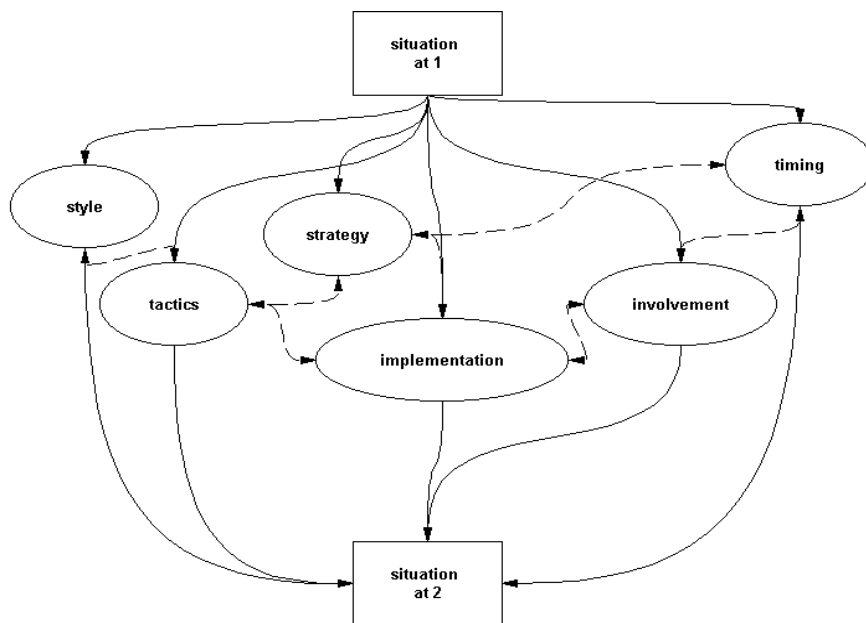 situation
at 1
timing
style
strategy
tactics
involvement
implementation
situation
at 2